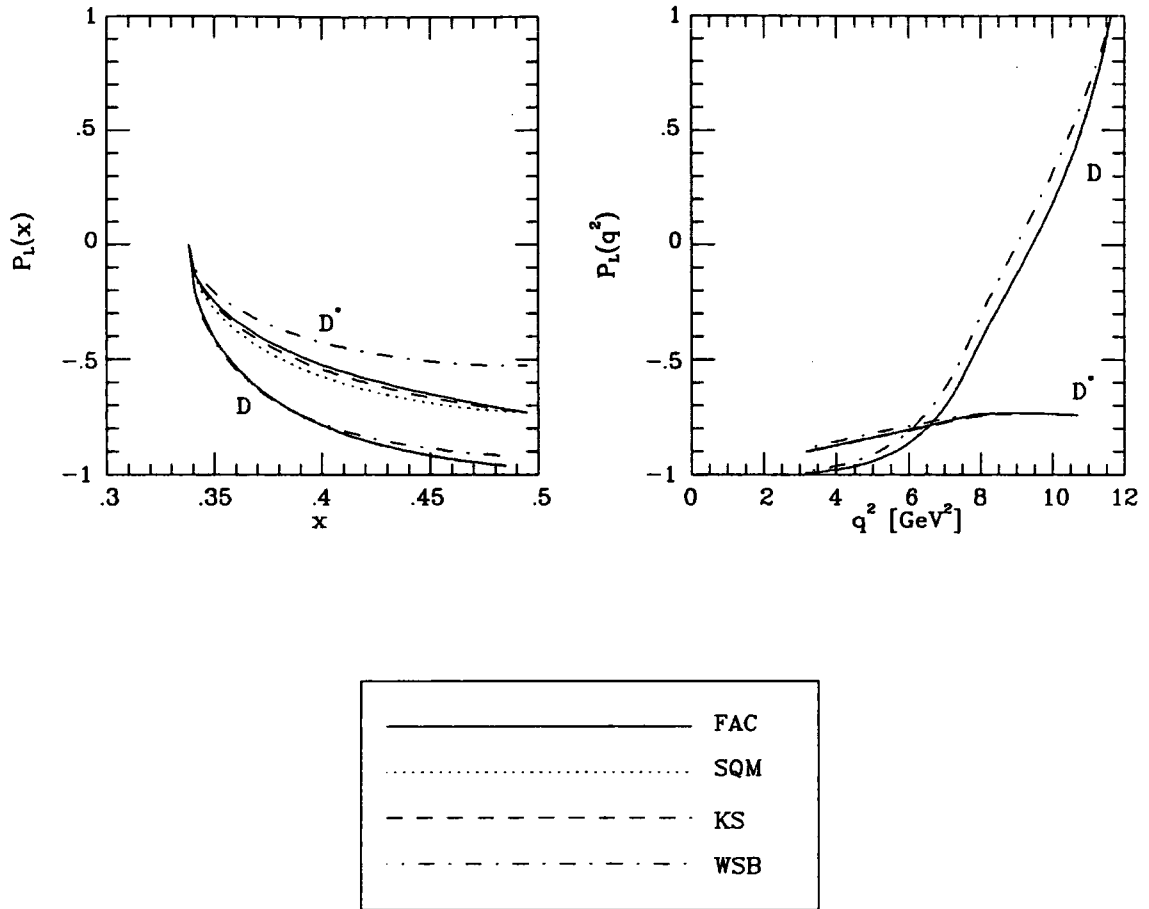 1
.5
0
−.5
−1
P_L(x)
D*
D
.3 .35 .4 .45 .5
x
1
.5
0
−.5
−1
P_L(q²)
D
D*
0 2 4 6 8 10 12
q² [GeV²]
FAC
SQM
KS
WSB